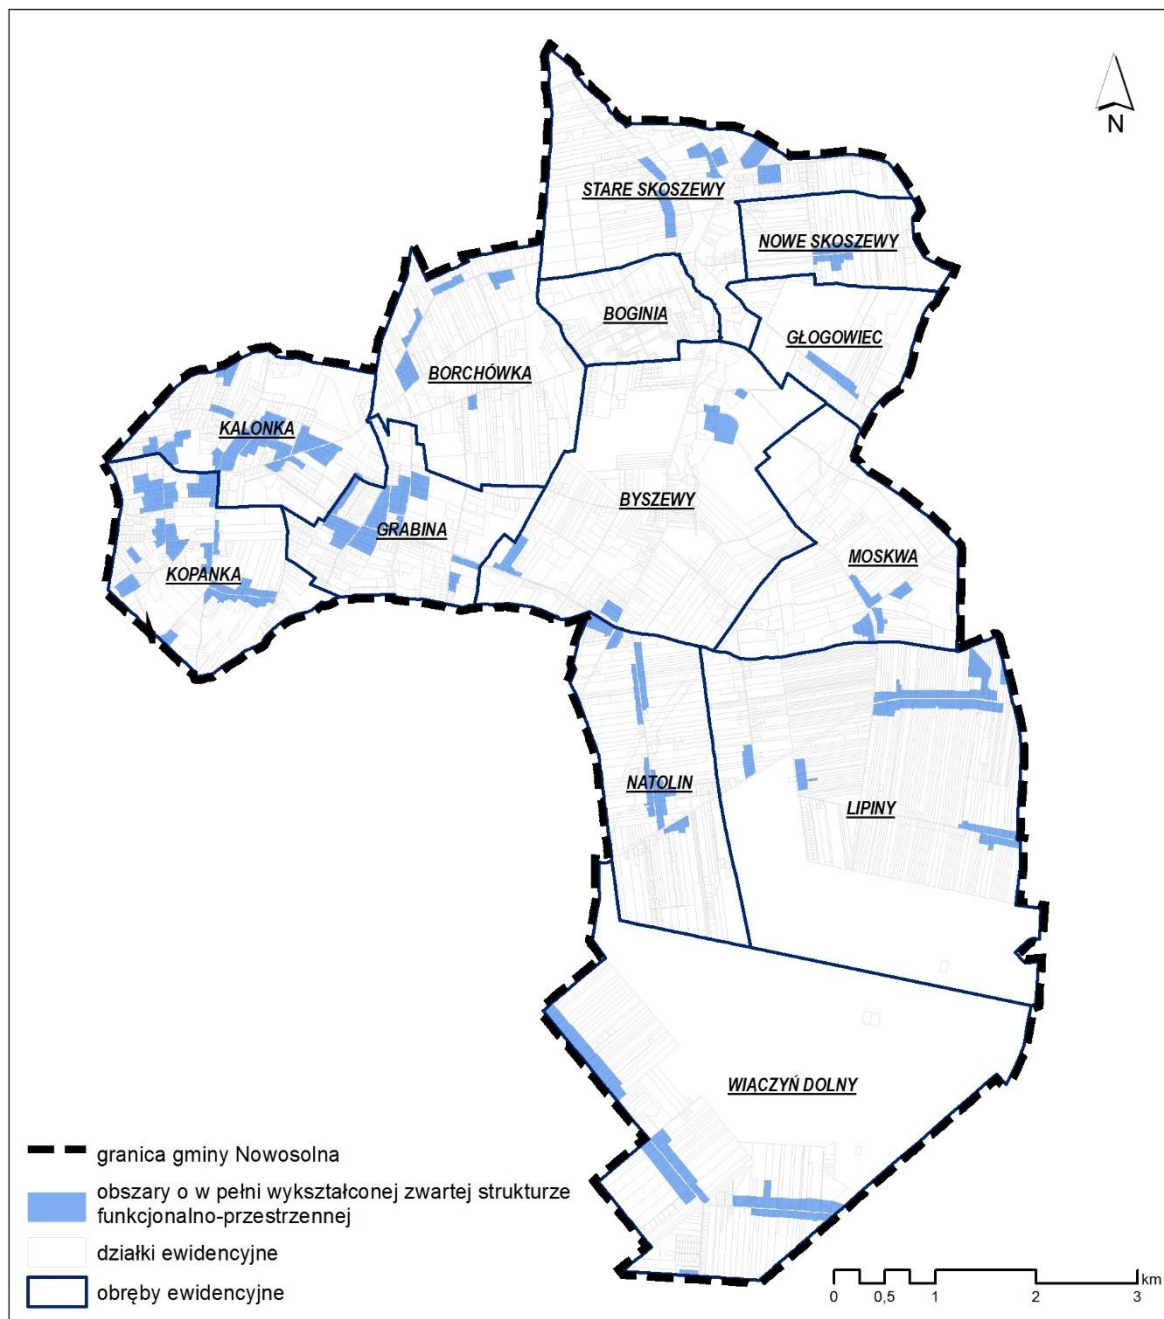 N
STARE SKOSZEWY
NOWE SKOSZEWY
BOGINIA
GŁOGOWIEC
BORCHÓWKA
KALONKA
BYSZEWY
GRABINA
MOSKWA
KOPANKA
NATOLIN
LIPINY
WIĄCZYŃ DOLNY
granica gminy Nowosolna
obszary o w pełni wykształconej zwartej strukturze
funkcjonalno-przestrzennej
działki ewidencyjne
obręby ewidencyjne
km
0 0,5 1 2 3